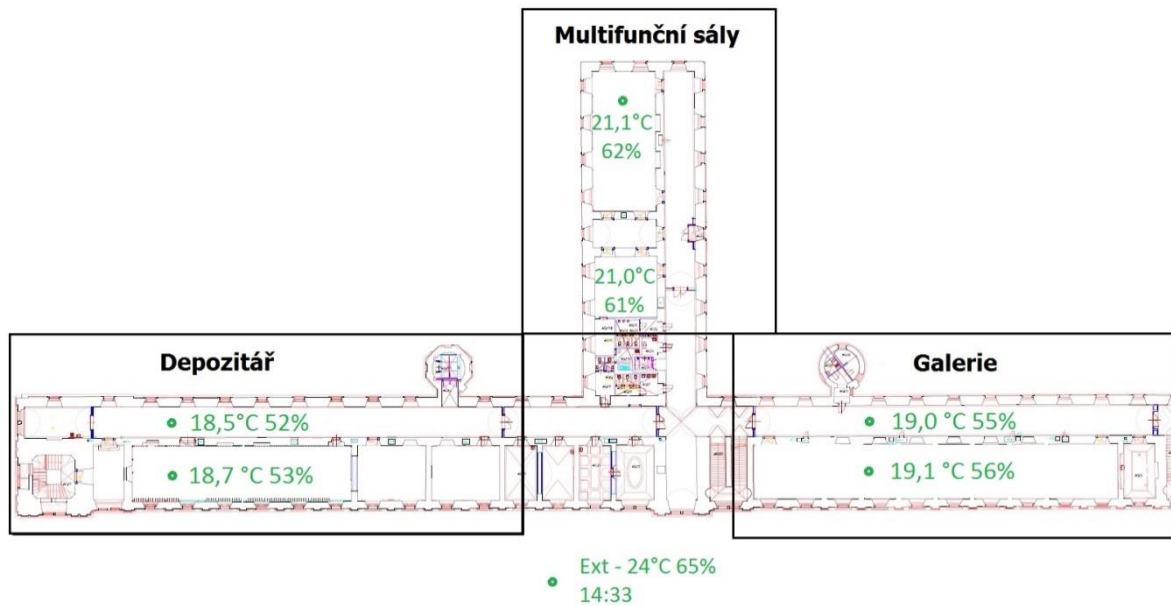 Multifunční sály
21,1°C
62%
21,0°C
61%
Depozitář
Galerie
18,5°C 52%
19,0 °C 55%
18,7 °C 53%
19,1 °C 56%
Ext - 24°C 65%
14:33